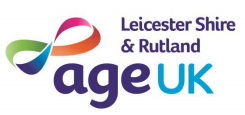 Leicester Shire
& Rutland
age UK